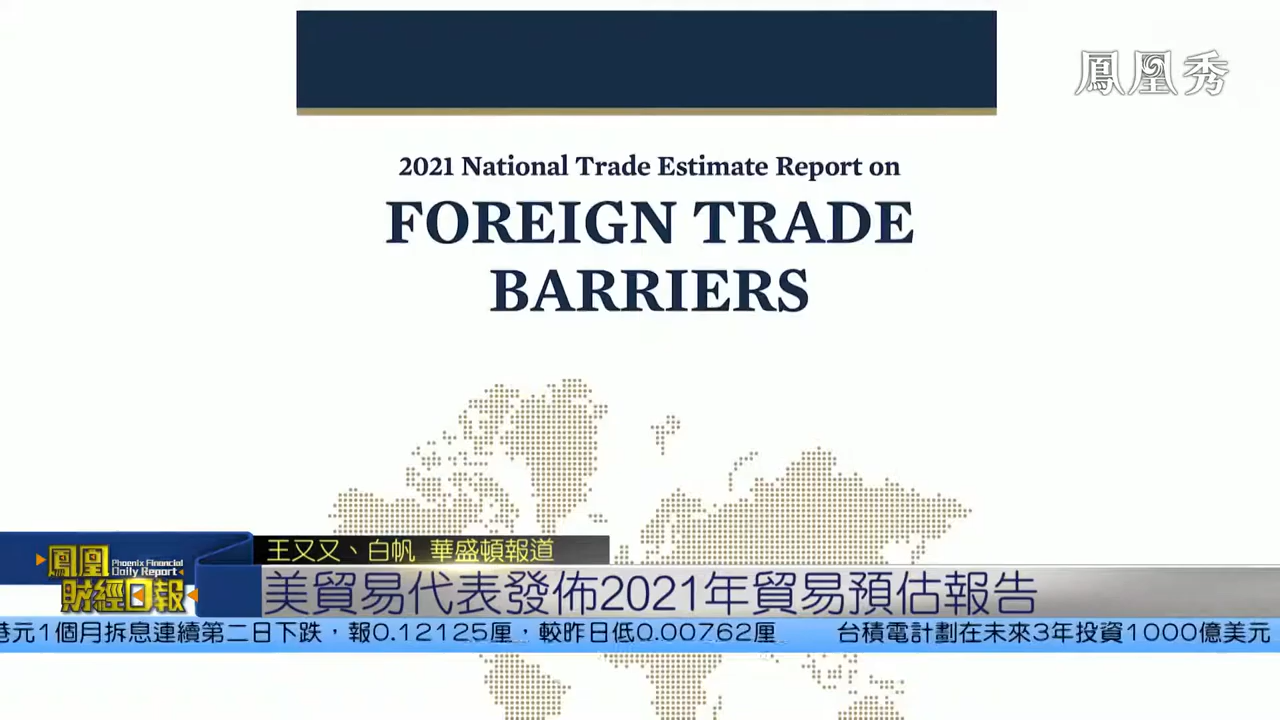 鳳凰秀
2021 National Trade Estimate Report on
FOREIGN TRADE
BARRIERS
王又又、白帆 華盛頓報道
鳳凰
Phoenix Financial
Daily Report
財經日報
美貿易代表發佈2021年貿易預估報告
港元1個月拆息連續第二日下跌，報0.12125厘，較昨日低0.00762厘 台積電計劃在未來3年投資1000億美元